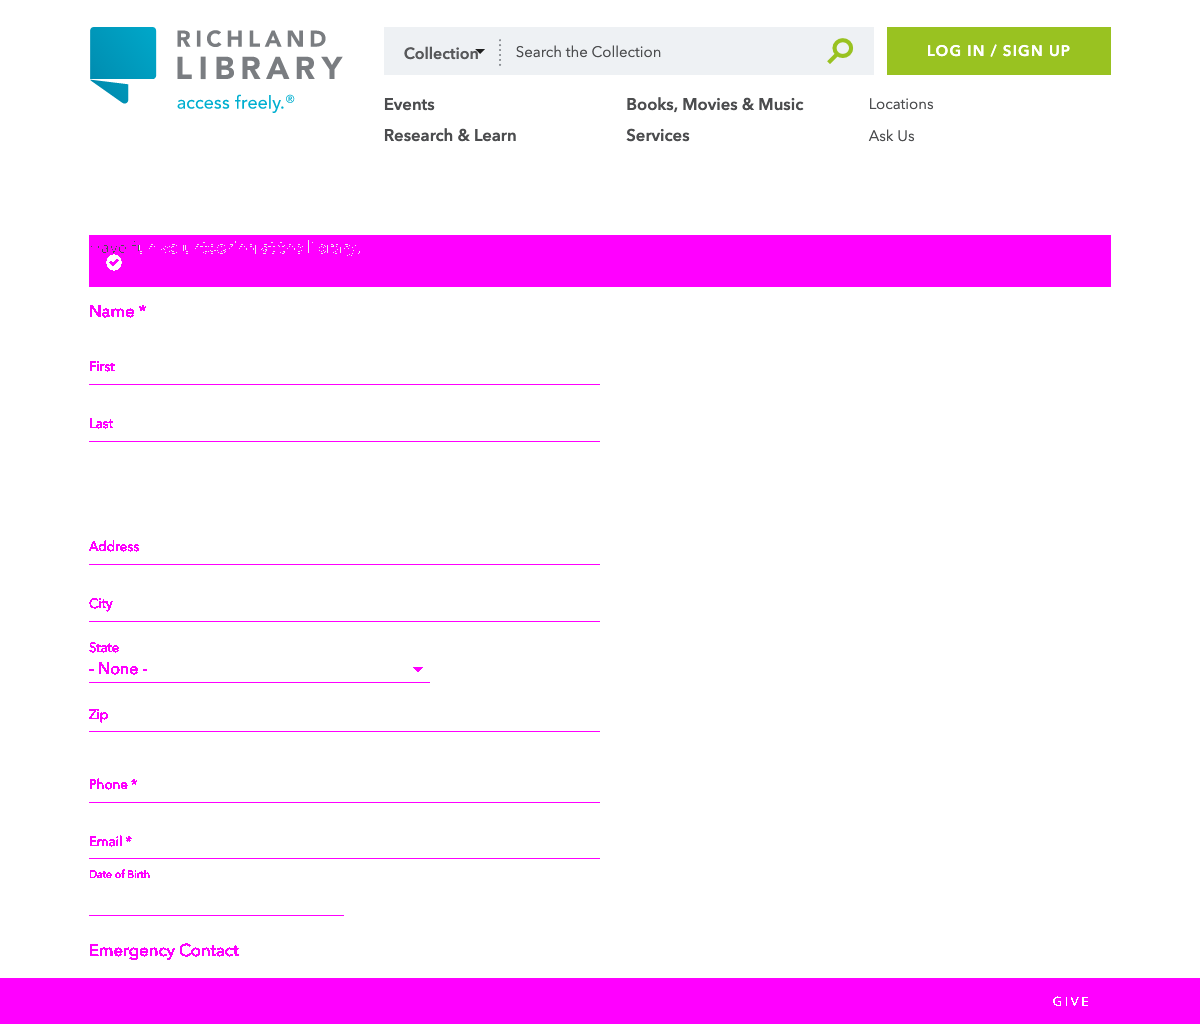 RICHLAND
LIBRARY
access freely.®
Collection
Search the Collection
LOG IN / SIGN UP
Events
Books, Movies & Music
Locations
Research & Learn
Services
Ask Us
Name *
First
Last
Address
City
State
- None -
Zip
Phone *
Email *
Date of Birth
Emergency Contact
GIVE